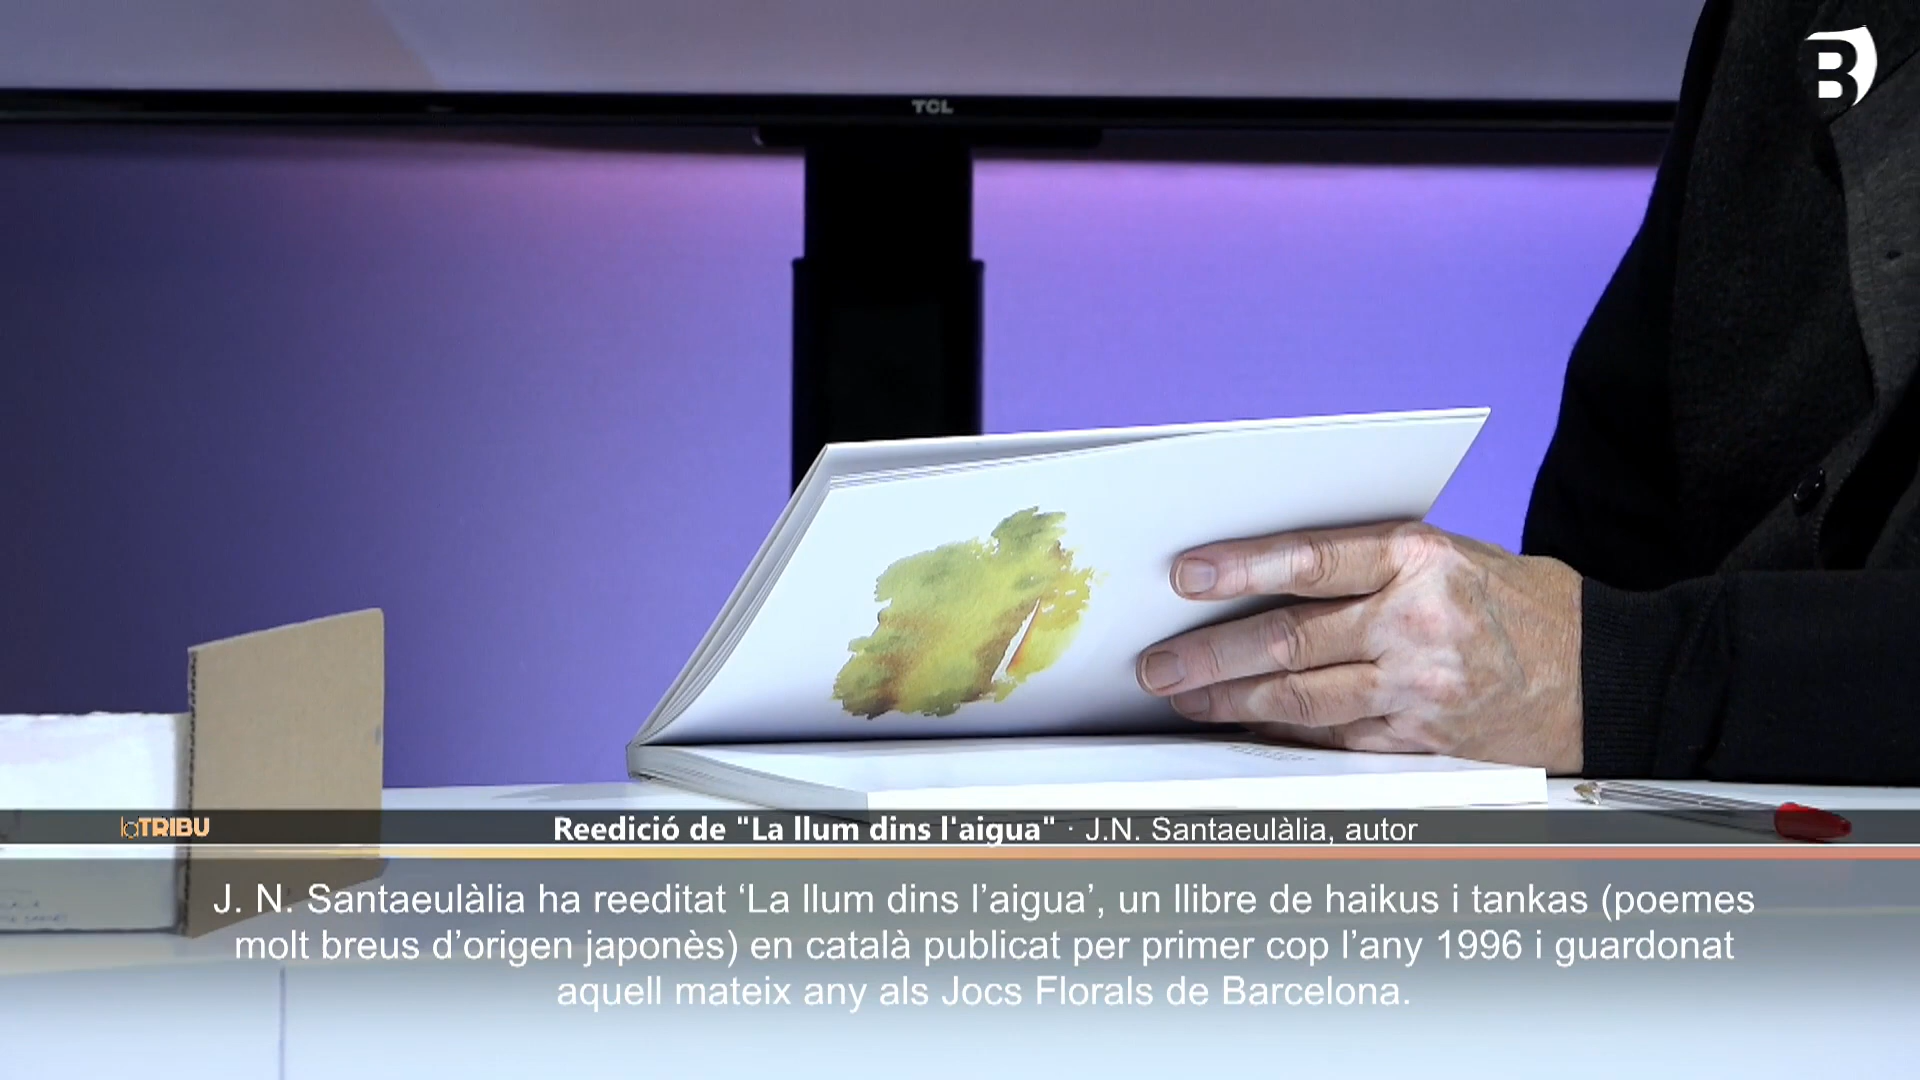 B
TCL
laTRIBU
Reedició de "La llum dins l'aigua" · J.N. Santaeulàlia, autor
J. N. Santaeulàlia ha reeditat ‘La llum dins l’aigua’, un llibre de haikus i tankas (poemes
molt breus d’origen japonès) en català publicat per primer cop l’any 1996 i guardonat
aquell mateix any als Jocs Florals de Barcelona.